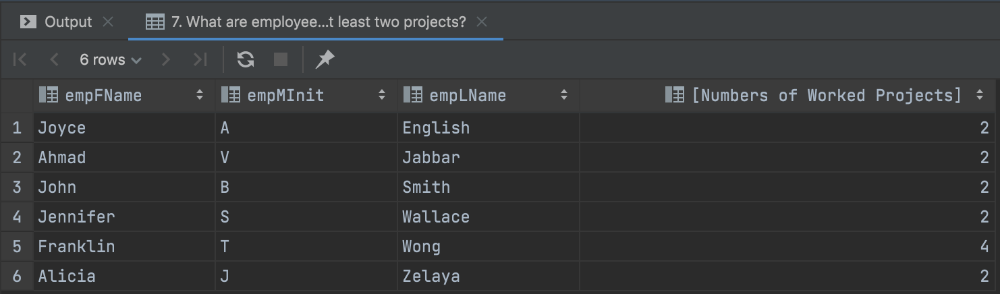 Output 7. What are employee...t least two projects?
6 rows
empFName empMInit empLName [Numbers of Worked Projects]
1 Joyce A English 2
2 Ahmad V Jabbar 2
3 John B Smith 2
4 Jennifer S Wallace 2
5 Franklin T Wong 4
6 Alicia J Zelaya 2